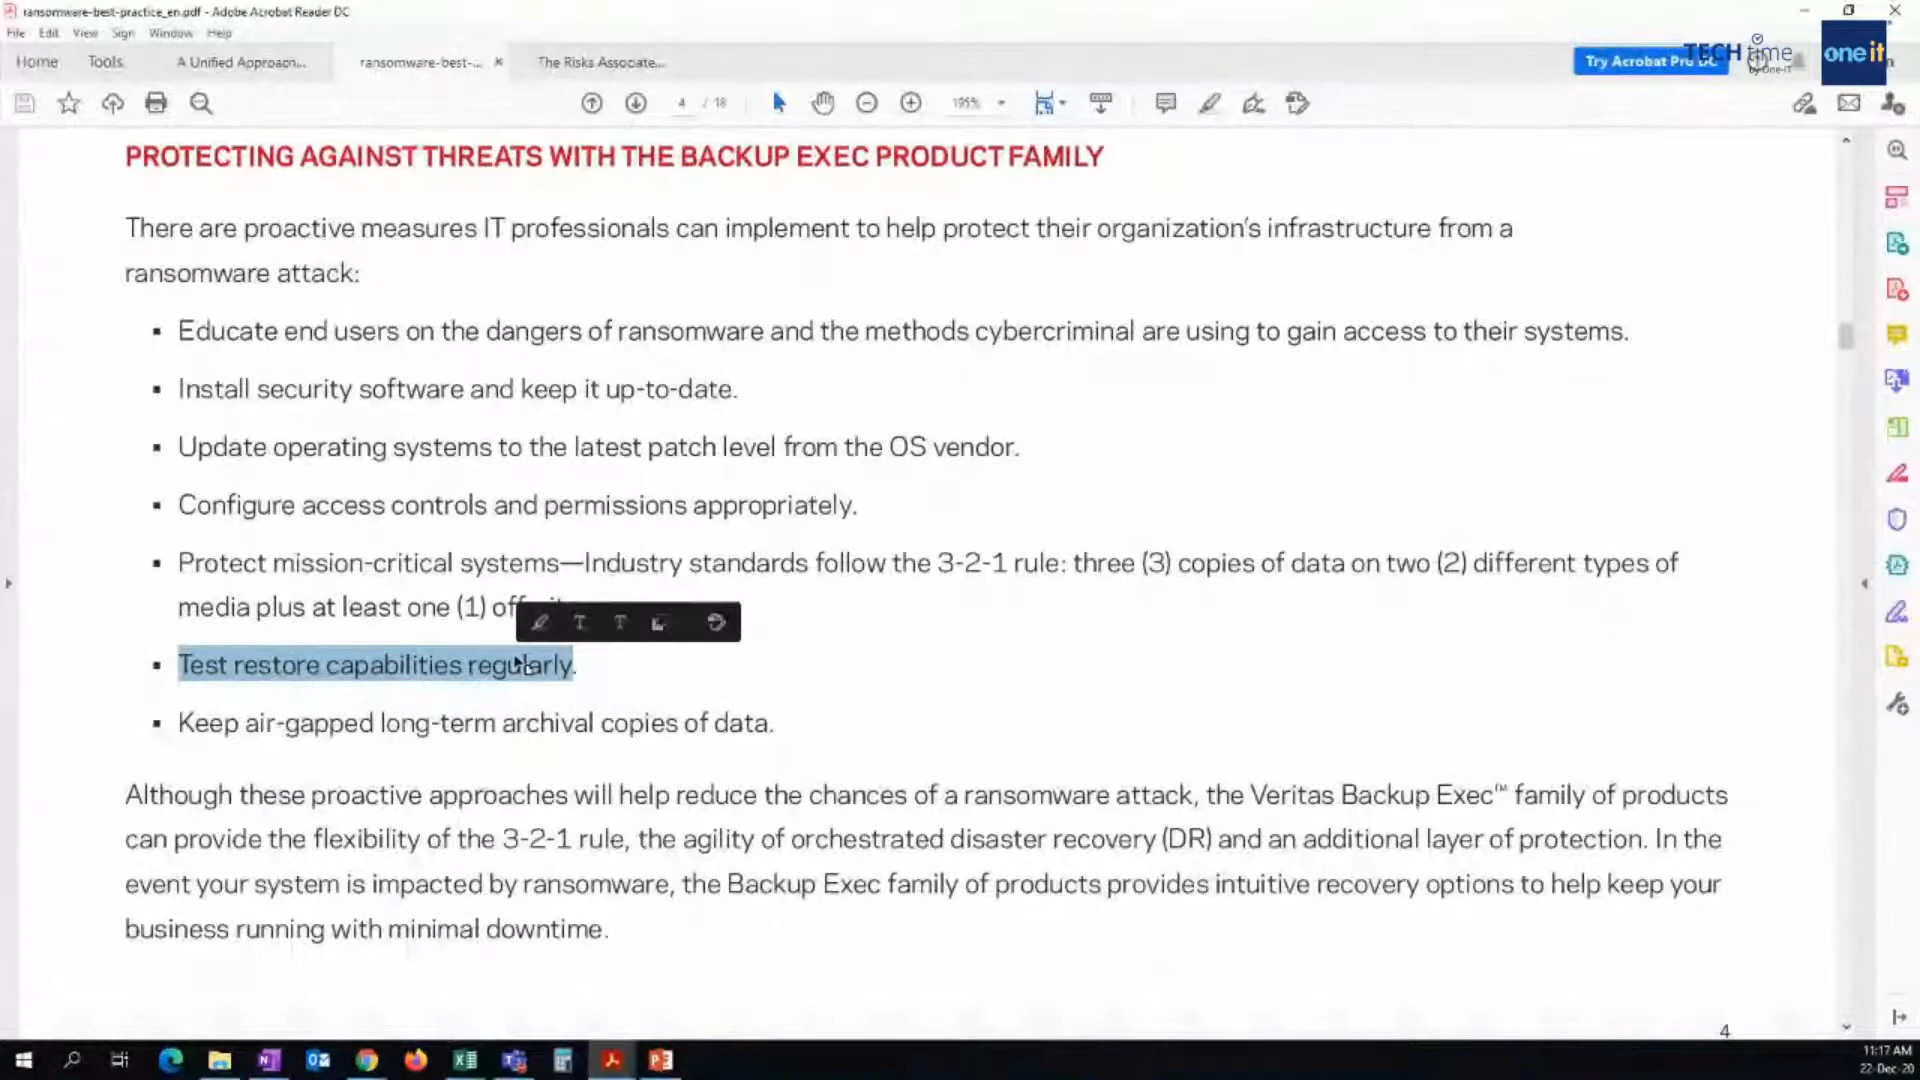 ransomware-best-practice_en.pdf - Adobe Acrobat Reader DC
File Edit View Sign Window Help
Home Tools A Unified Approach... ransomware-best-... The Risks Associate... Try Acrobat Pro DC
TECH time
by One-IT
one it
4 / 18 195%
PROTECTING AGAINST THREATS WITH THE BACKUP EXEC PRODUCT FAMILY
There are proactive measures IT professionals can implement to help protect their organization's infrastructure from a
ransomware attack:
▪ Educate end users on the dangers of ransomware and the methods cybercriminal are using to gain access to their systems.
▪ Install security software and keep it up-to-date.
▪ Update operating systems to the latest patch level from the OS vendor.
▪ Configure access controls and permissions appropriately.
▪ Protect mission-critical systems—Industry standards follow the 3-2-1 rule: three (3) copies of data on two (2) different types of
media plus at least one (1)
▪ Test restore capabilities regularly.
▪ Keep air-gapped long-term archival copies of data.
Although these proactive approaches will help reduce the chances of a ransomware attack, the Veritas Backup Exec™ family of products
can provide the flexibility of the 3-2-1 rule, the agility of orchestrated disaster recovery (DR) and an additional layer of protection. In the
event your system is impacted by ransomware, the Backup Exec family of products provides intuitive recovery options to help keep your
business running with minimal downtime.
4
11:17 AM
22-Dec-20